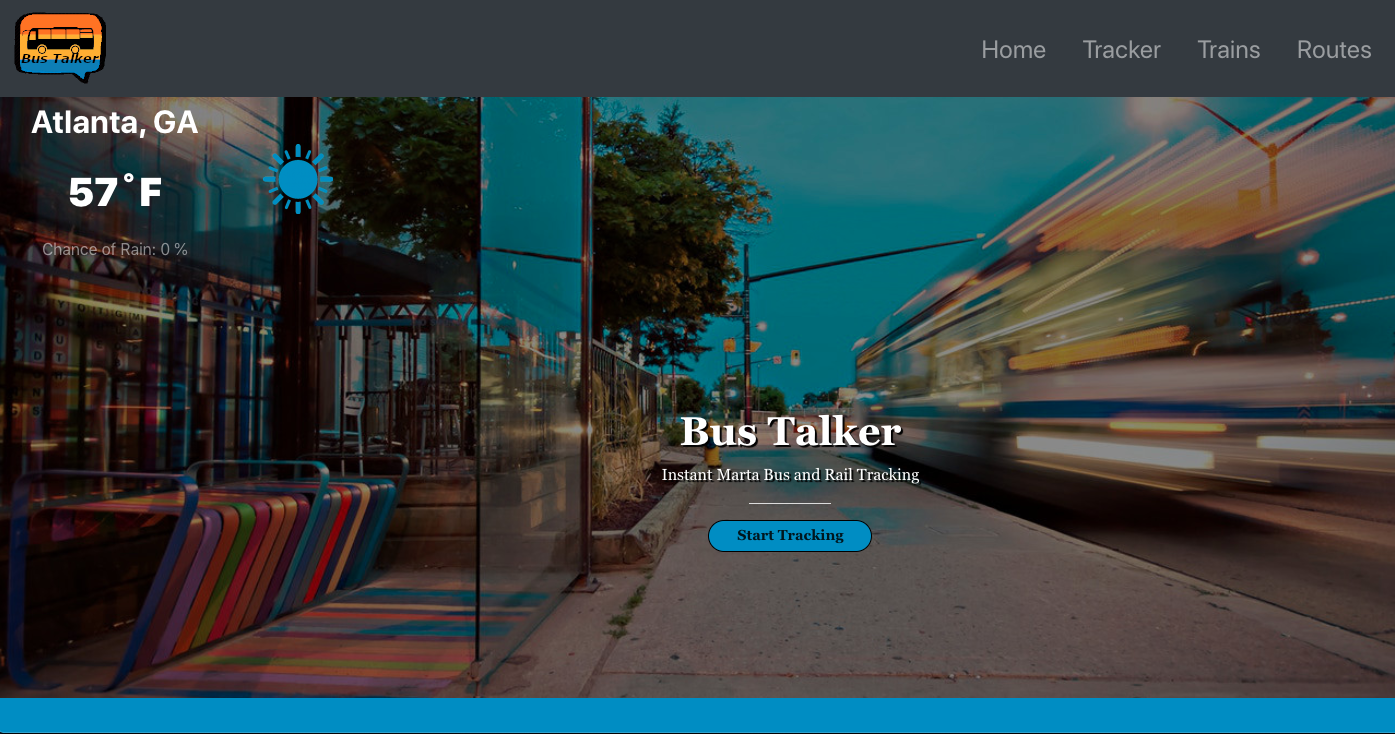 Bus Talker
Home Tracker Trains Routes
Atlanta, GA
57°F
Chance of Rain: 0 %
Bus Talker
Instant Marta Bus and Rail Tracking
Start Tracking